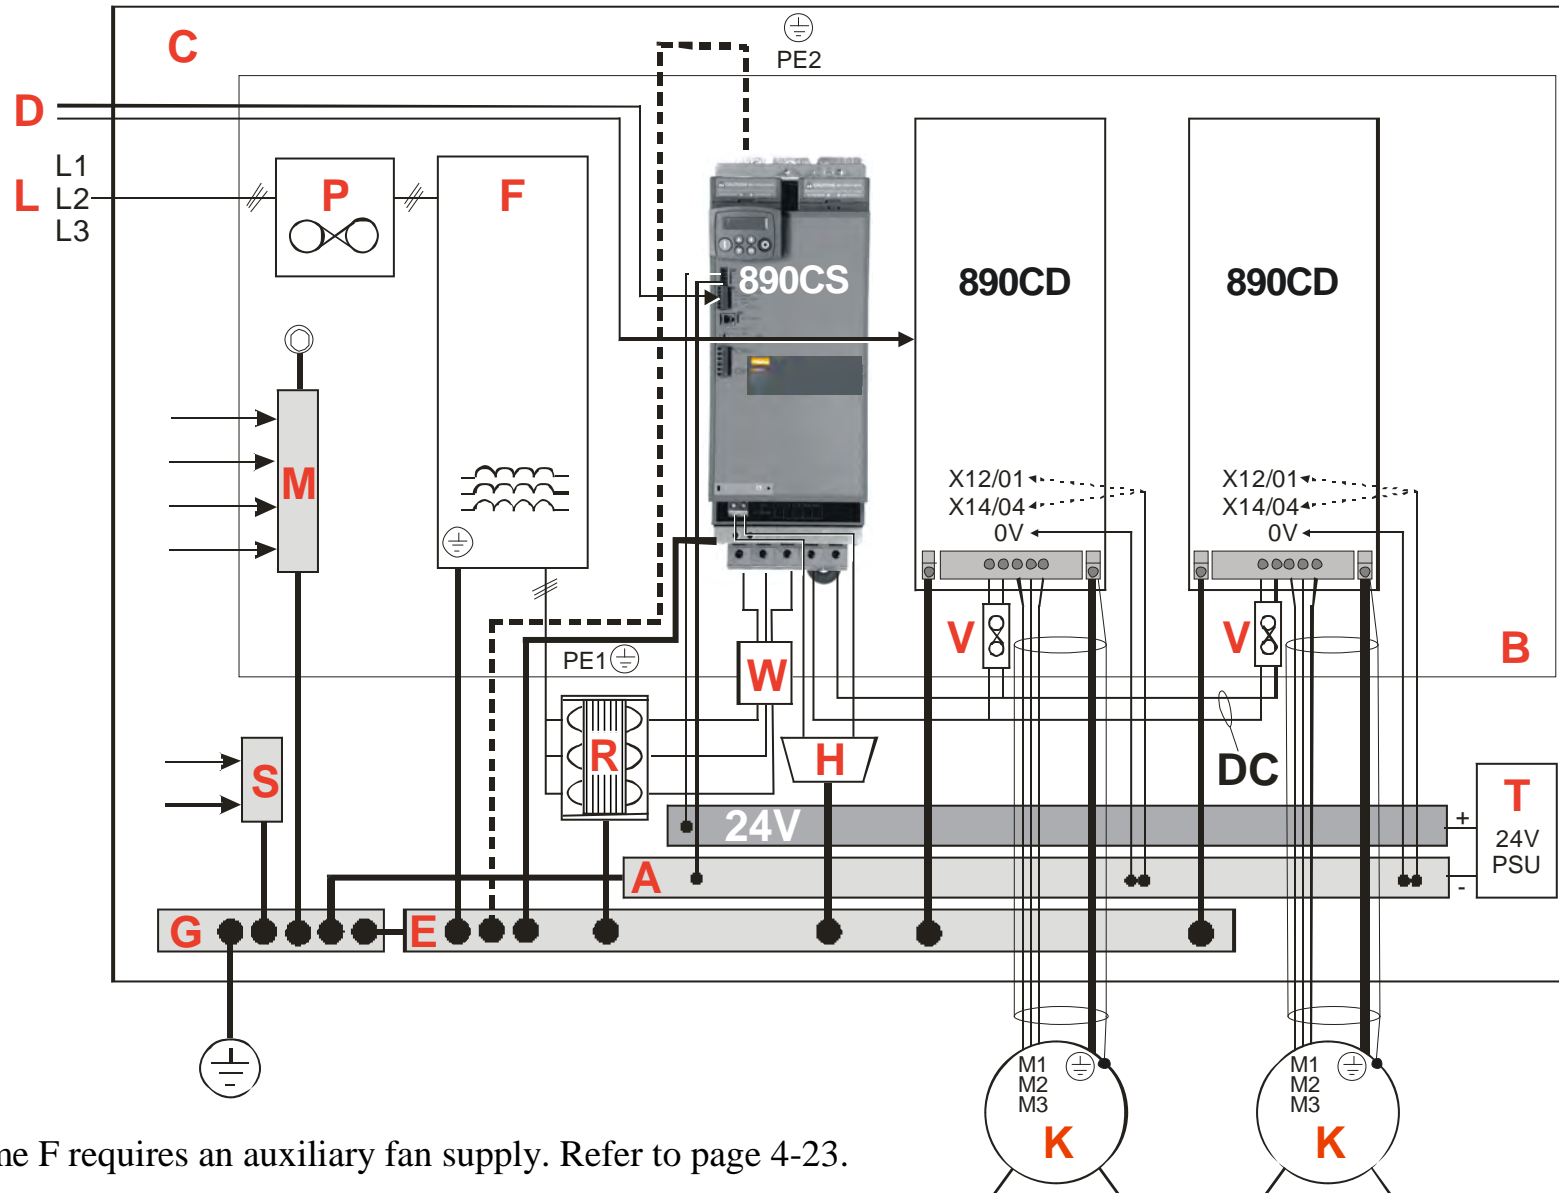 C
PE2
D
L1
L L2
L3
P
F
890CS
890CD
890CD
M
X12/01
X14/04
0V
X12/01
X14/04
0V
PE1
W
V
V
B
R
H
DC
S
T
24V
PSU
24V
+
A
-
G
E
M1
M2
M3
K
M1
M2
M3
K
me F requires an auxiliary fan supply. Refer to page 4-23.